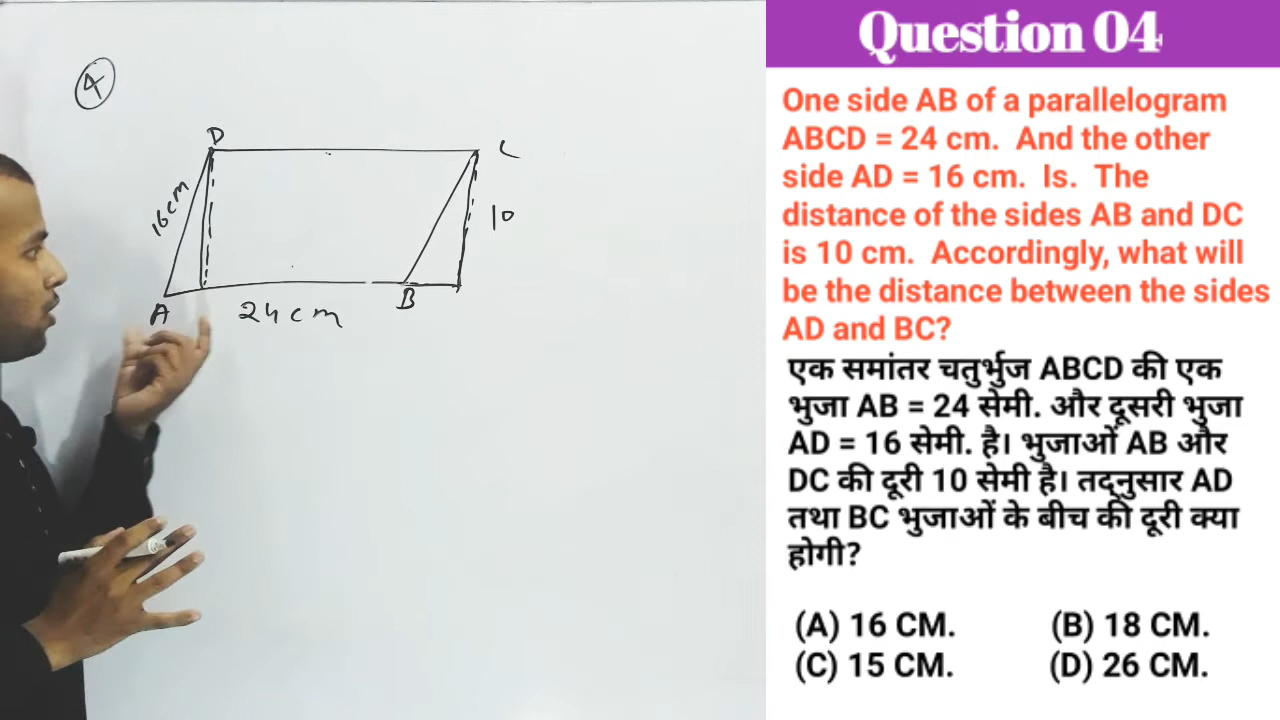 4
D
C
16cm
10
A
24cm
B
Question 04
One side AB of a parallelogram
ABCD = 24 cm. And the other
side AD = 16 cm. Is. The
distance of the sides AB and DC
is 10 cm. Accordingly, what will
be the distance between the sides
AD and BC?
एक समांतर चतुर्भुज ABCD की एक
भुजा AB = 24 सेमी. और दूसरी भुजा
AD = 16 सेमी. है। भुजाओं AB और
DC की दूरी 10 सेमी है। तद्नुसार AD
तथा BC भुजाओं के बीच की दूरी क्या
होगी?
(A) 16 CM. (B) 18 CM.
(C) 15 CM. (D) 26 CM.